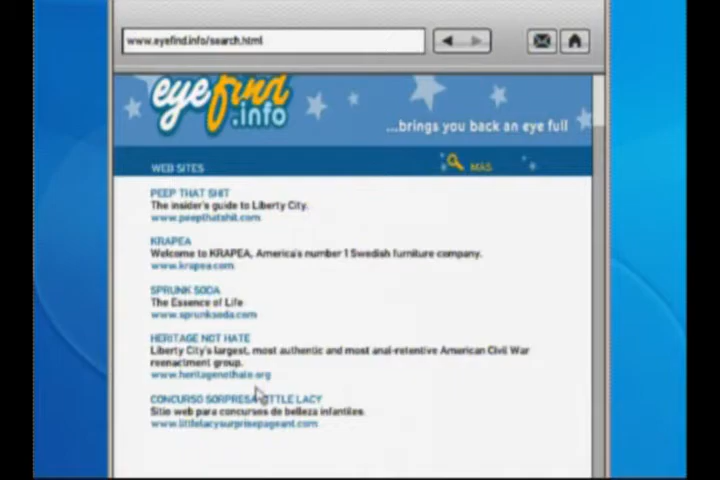 www.eyefind.info/search.html
eyefind
.info
...brings you back an eye full
WEB SITES
MÁS
PEEP THAT SHIT
The insider's guide to Liberty City.
www.peepthatshit.com
KRAPEA
Welcome to KRAPEA, America's number 1 Swedish furniture company.
www.krapea.com
SPRUNK SODA
The Essence of Life
www.sprunksoda.com
HERITAGE NOT HATE
Liberty City's largest, most authentic and most anal-retentive American Civil War
reenactment group.
www.heritagenothate.org
CONCURSO SORPRESA LITTLE LACY
Sitio web para concursos de belleza infantiles.
www.littlelacysurprisepageant.com